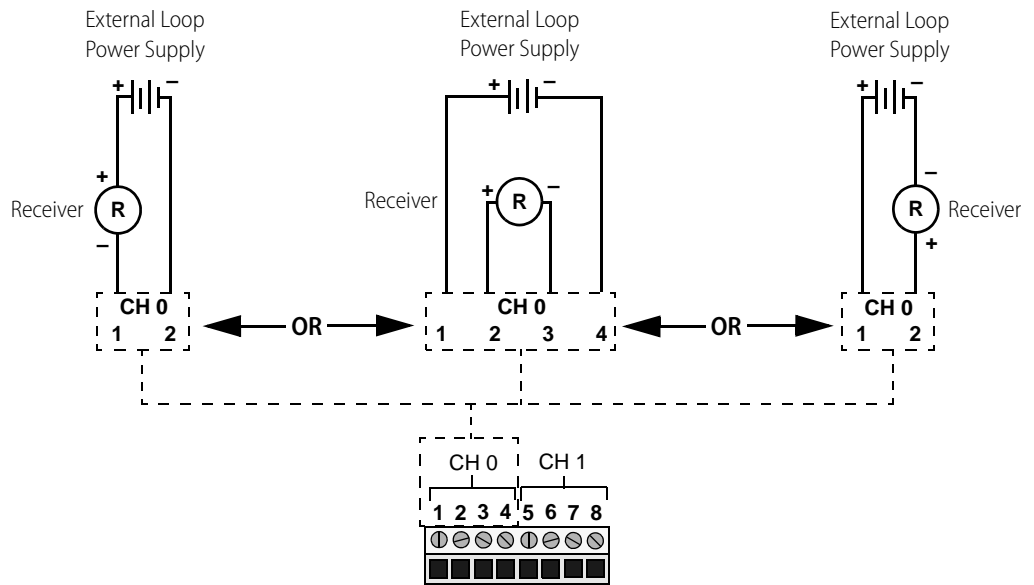 External Loop
Power Supply
External Loop
Power Supply
External Loop
Power Supply
+ –
+ –
+ –
+
Receiver
R
–
Receiver
+ R –
–
R
Receiver
+
CH 0
1 2
OR
CH 0
1 2 3 4
OR
CH 0
1 2
CH 0 CH 1
1 2 3 4 5 6 7 8